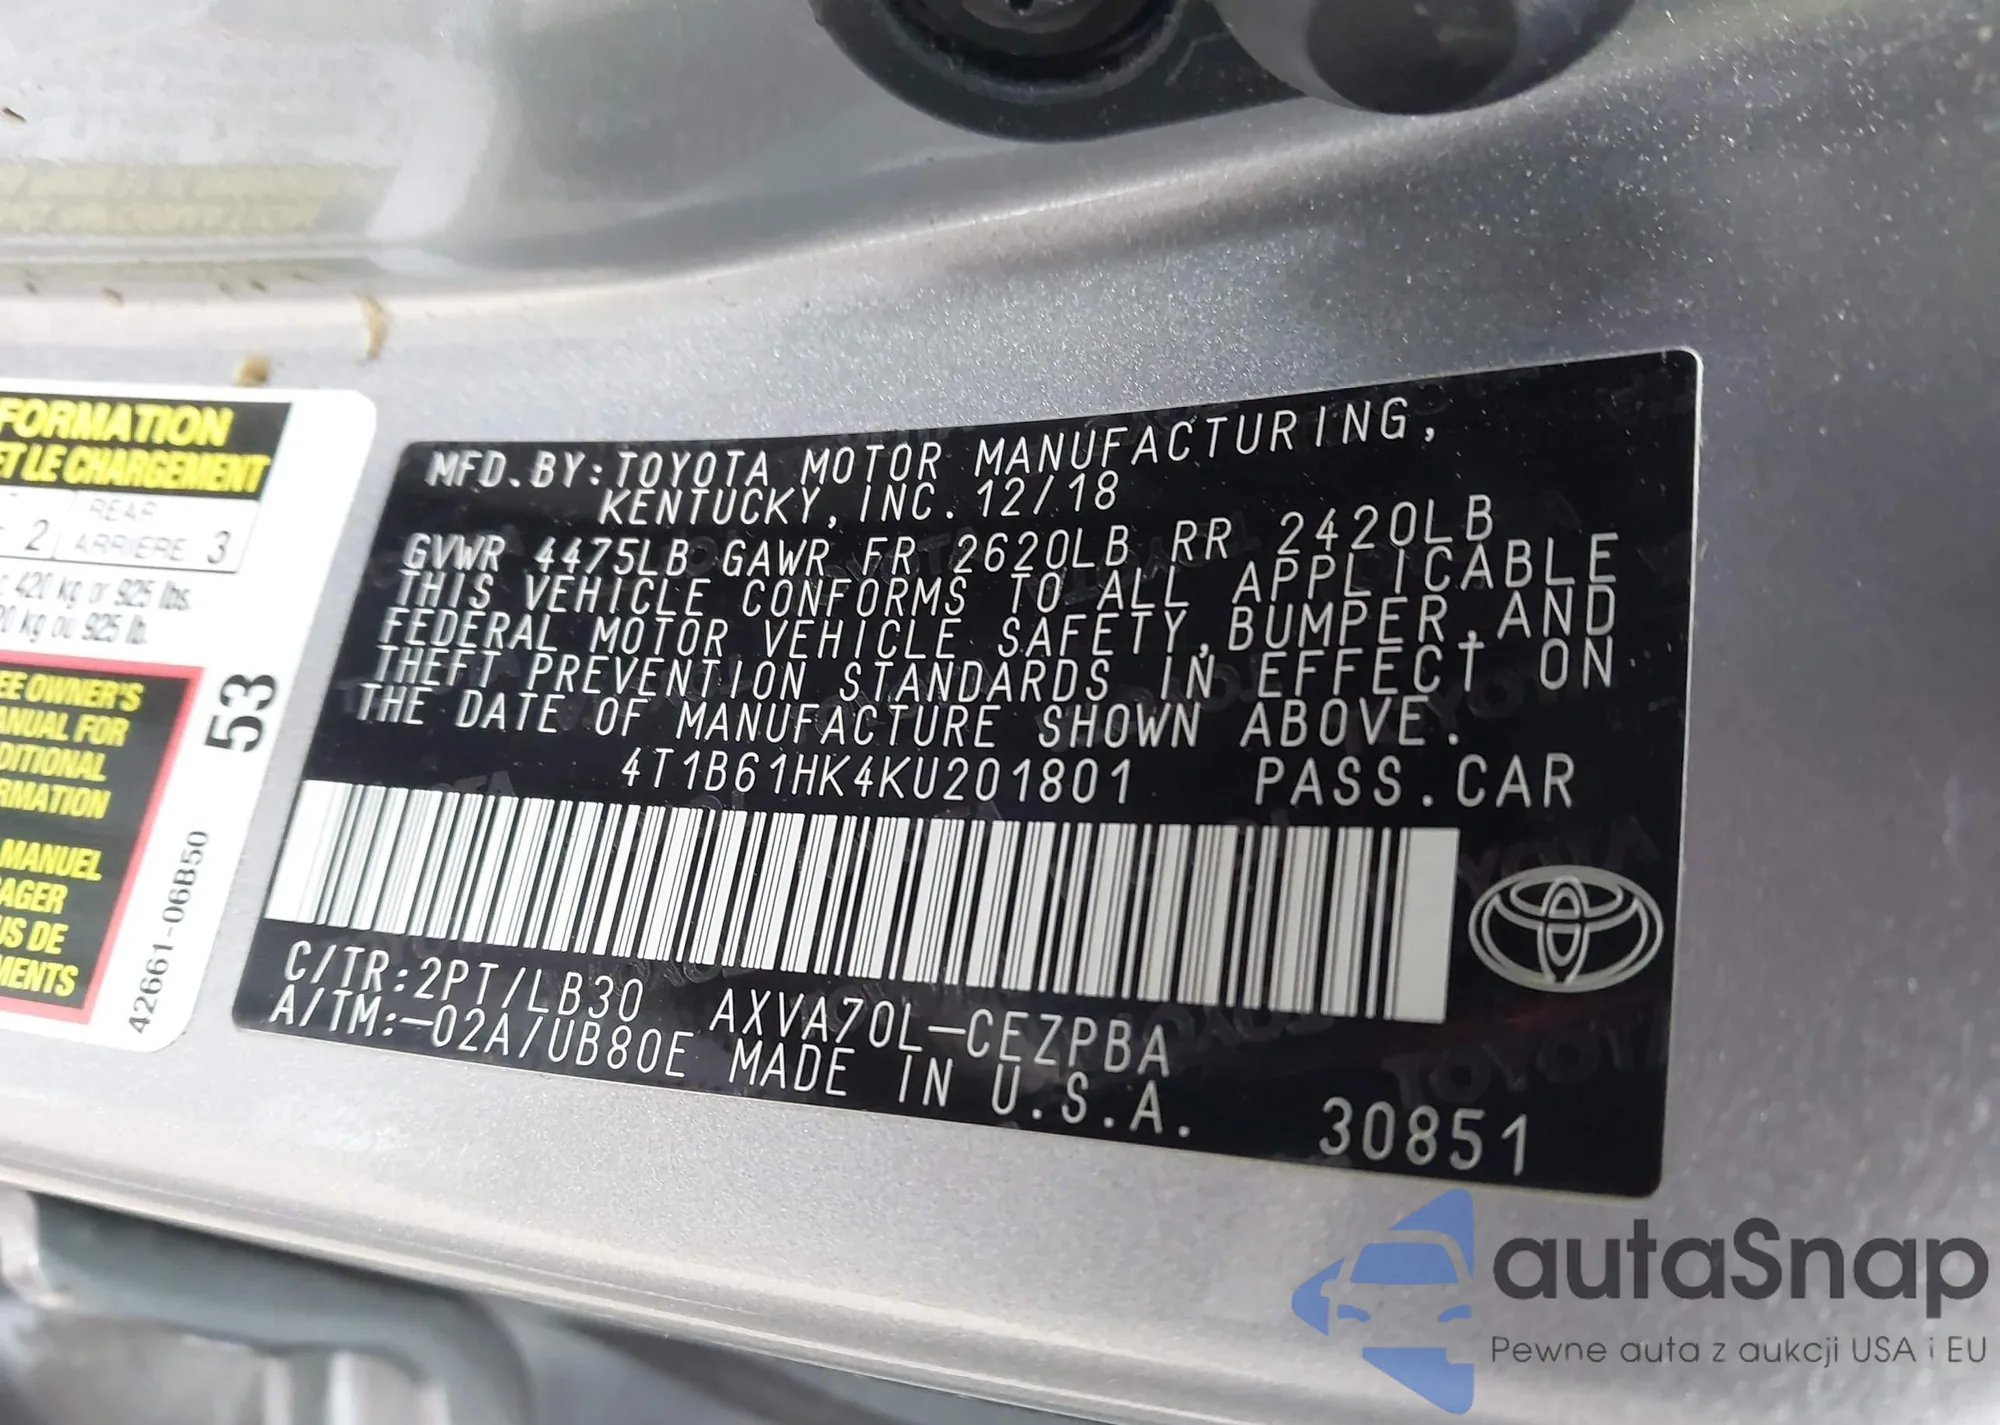 MFD.BY:TOYOTA MOTOR MANUFACTURING,
KENTUCKY, INC. 12/18
GVWR 4475LB GAWR FR 2620LB RR 2420LB
THIS VEHICLE CONFORMS TO ALL APPLICABLE
FEDERAL MOTOR VEHICLE SAFETY, BUMPER, AND
THEFT PREVENTION STANDARDS IN EFFECT ON
THE DATE OF MANUFACTURE SHOWN ABOVE.
4T1B61HK4KU201801 PASS.CAR
C/TR:2PT/LB30 AXVA70L-CEZPBA
A/TM:-02A/UB80E MADE IN U.S.A.
30851
FORMATION
ET LE CHARGEMENT
2 REAR
ARRIERE 3
420 kg or 925 lbs.
20 kg ou 925 lb.
53
EE OWNER'S
ANUAL FOR
DITIONAL
RMATION
MANUEL
AGER
US DE
MENTS
42661-06B50
autaSnap
Pewne auta z aukcji USA i EU